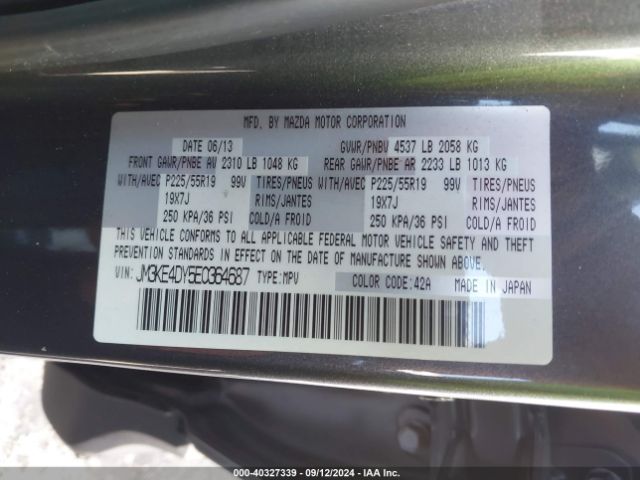 MFD. BY MAZDA MOTOR CORPORATION
DATE 06/13 GVWR/PNBV 4537 LB 2058 KG
FRONT GAWR/PNBE AV 2310 LB 1048 KG REAR GAWR/PNBE AR 2233 LB 1013 KG
WITH/AVEC P225/55R19 99V TIRES/PNEUS WITH/AVEC P225/55R19 99V TIRES/PNEUS
19X7J RIMS/JANTES 19X7J RIMS/JANTES
250 KPA/36 PSI COLD/A FROID 250 KPA/36 PSI COLD/A FROID
THIS VEHICLE CONFORMS TO ALL APPLICABLE FEDERAL MOTOR VEHICLE SAFETY AND THEFT
PREVENTION STANDARDS IN EFFECT ON THE DATE OF MANUFACTURE SHOWN ABOVE.
VIN: JM3KE4DY5E0364687 TYPE: MPV COLOR CODE: 42A MADE IN JAPAN
© - 40327339 - 09/12/2024 - IAA Inc.